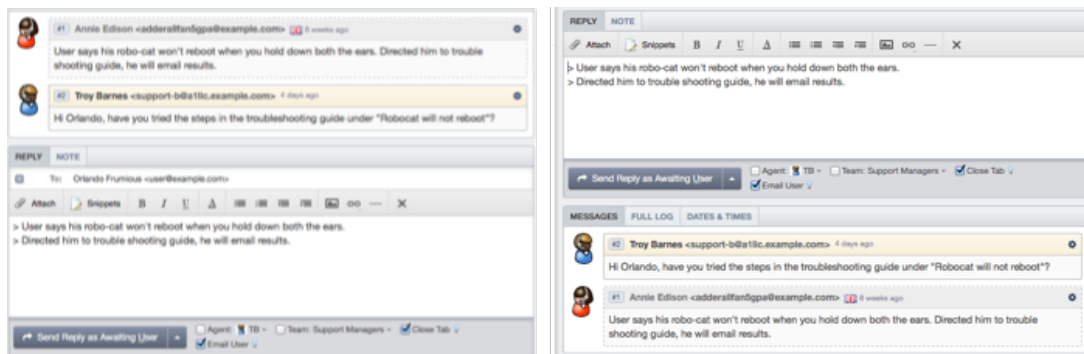 #1 Annie Edison <adderallfan5gpa@example.com> 8 weeks ago
User says his robo-cat won't reboot when you hold down both the ears. Directed him to trouble
shooting guide, he will email results.
#2 Troy Barnes <support-b@a1llc.example.com> 4 days ago
Hi Orlando, have you tried the steps in the troubleshooting guide under "Robocat will not reboot"?
REPLY NOTE
To: Orlando Frumious <user@example.com>
Attach Snippets B I U A
> User says his robo-cat won't reboot when you hold down both the ears.
> Directed him to trouble shooting guide, he will email results.
Send Reply as Awaiting User Agent: TB Team: Support Managers Close Tab
Email User
REPLY NOTE
Attach Snippets B I U A
> User says his robo-cat won't reboot when you hold down both the ears.
> Directed him to trouble shooting guide, he will email results.
Send Reply as Awaiting User Agent: TB Team: Support Managers Close Tab
Email User
MESSAGES FULL LOG DATES & TIMES
#2 Troy Barnes <support-b@a1llc.example.com> 4 days ago
Hi Orlando, have you tried the steps in the troubleshooting guide under "Robocat will not reboot"?
#1 Annie Edison <adderallfan5gpa@example.com> 8 weeks ago
User says his robo-cat won't reboot when you hold down both the ears. Directed him to trouble
shooting guide, he will email results.